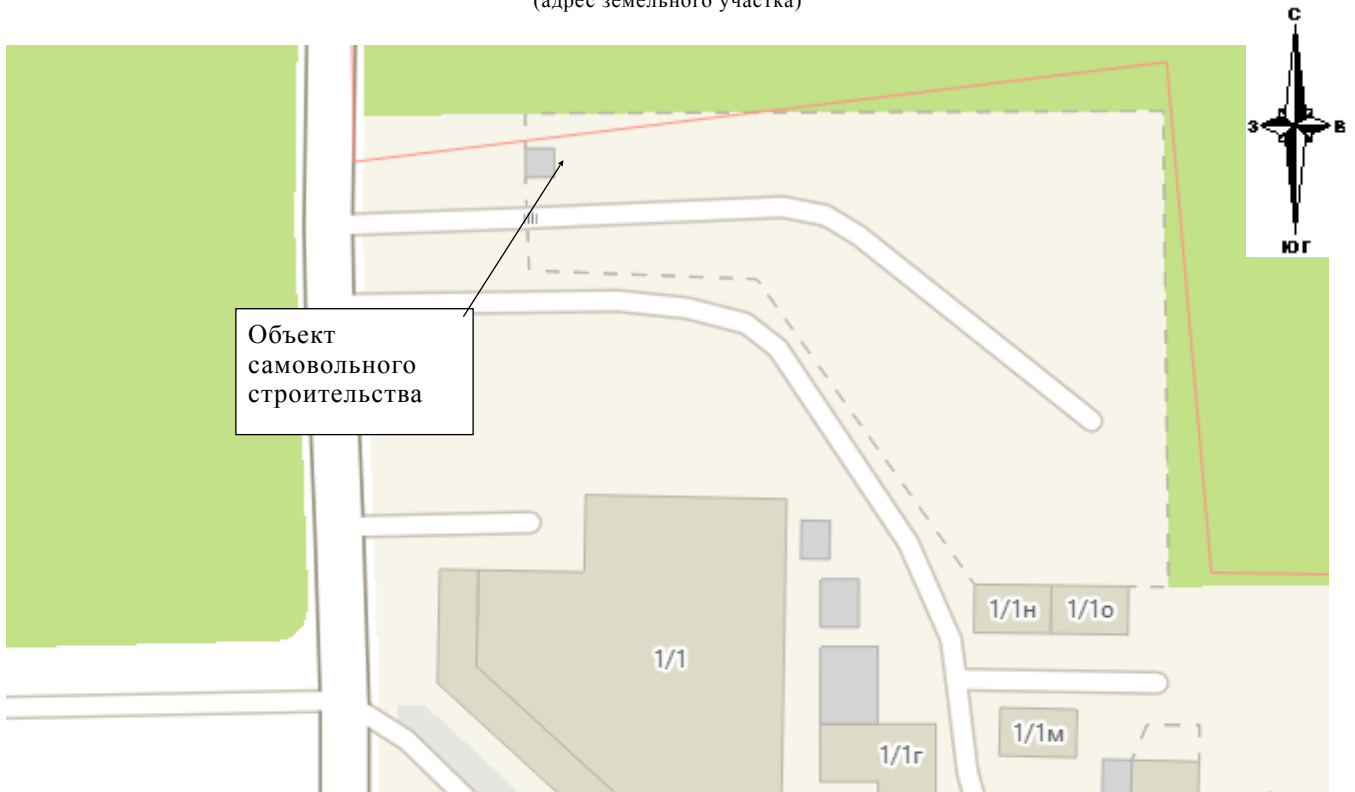 (адрес земельного участка)
С
З В
ЮГ
Объект
самовольного
строительства
1/1н 1/1о
1/1
1/1м
1/1г